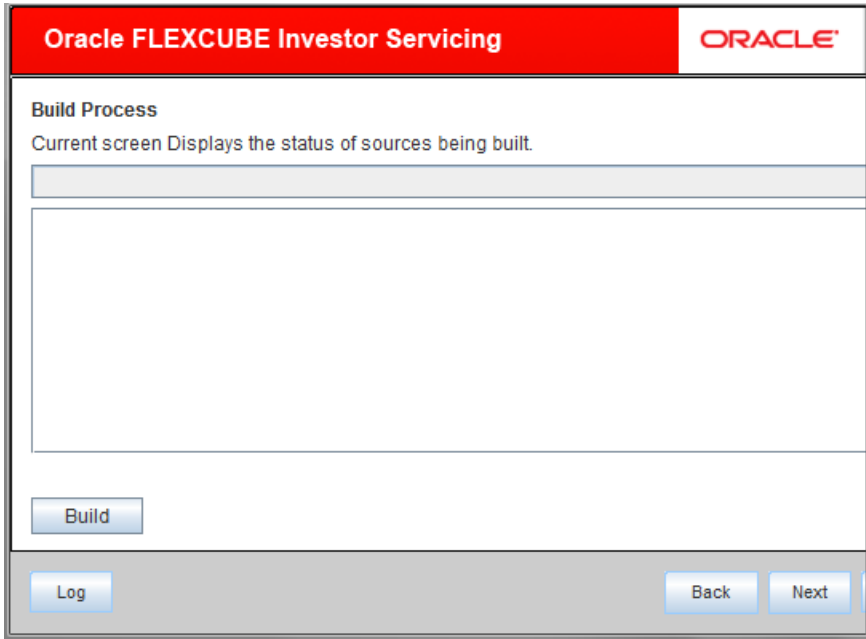 Oracle FLEXCUBE Investor Servicing
ORACLE
Build Process
Current screen Displays the status of sources being built.
Build
Log
Back
Next